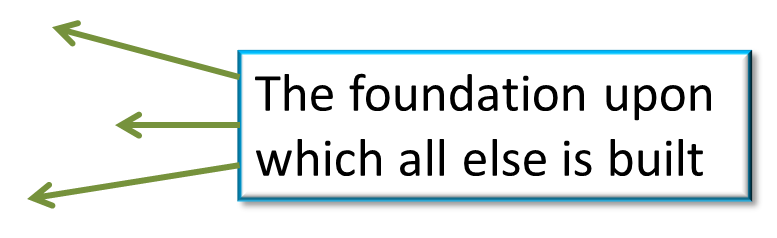 The foundation upon
which all else is built